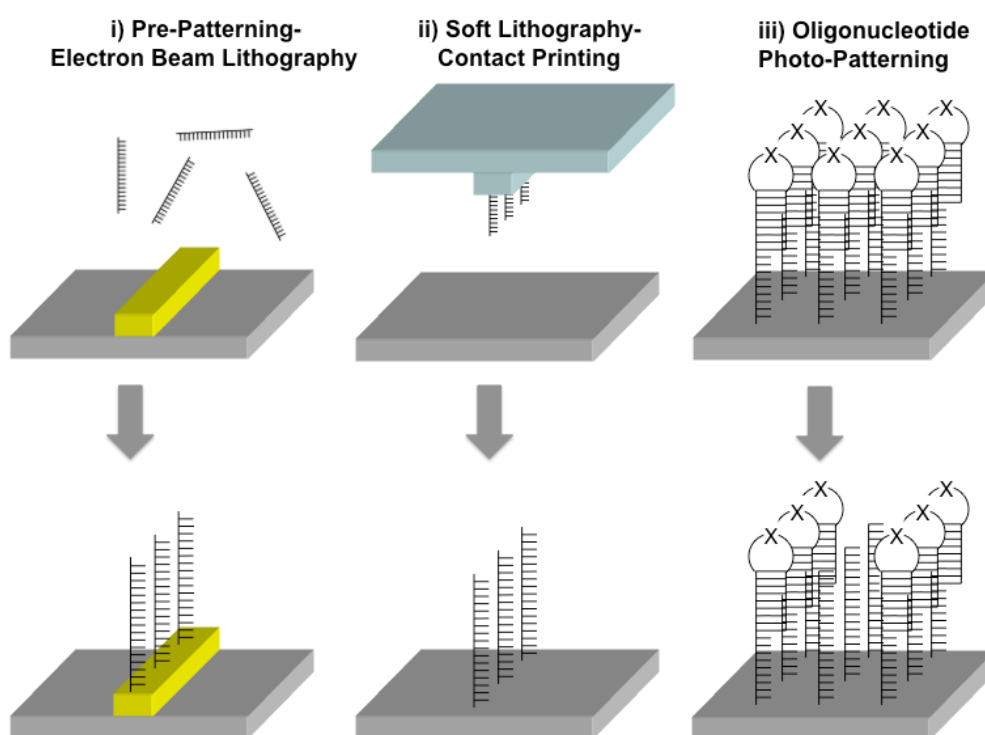 i) Pre-Patterning-
Electron Beam Lithography
ii) Soft Lithography-
Contact Printing
iii) Oligonucleotide
Photo-Patterning
X X X
X X X
X X X
X X
X X
X X